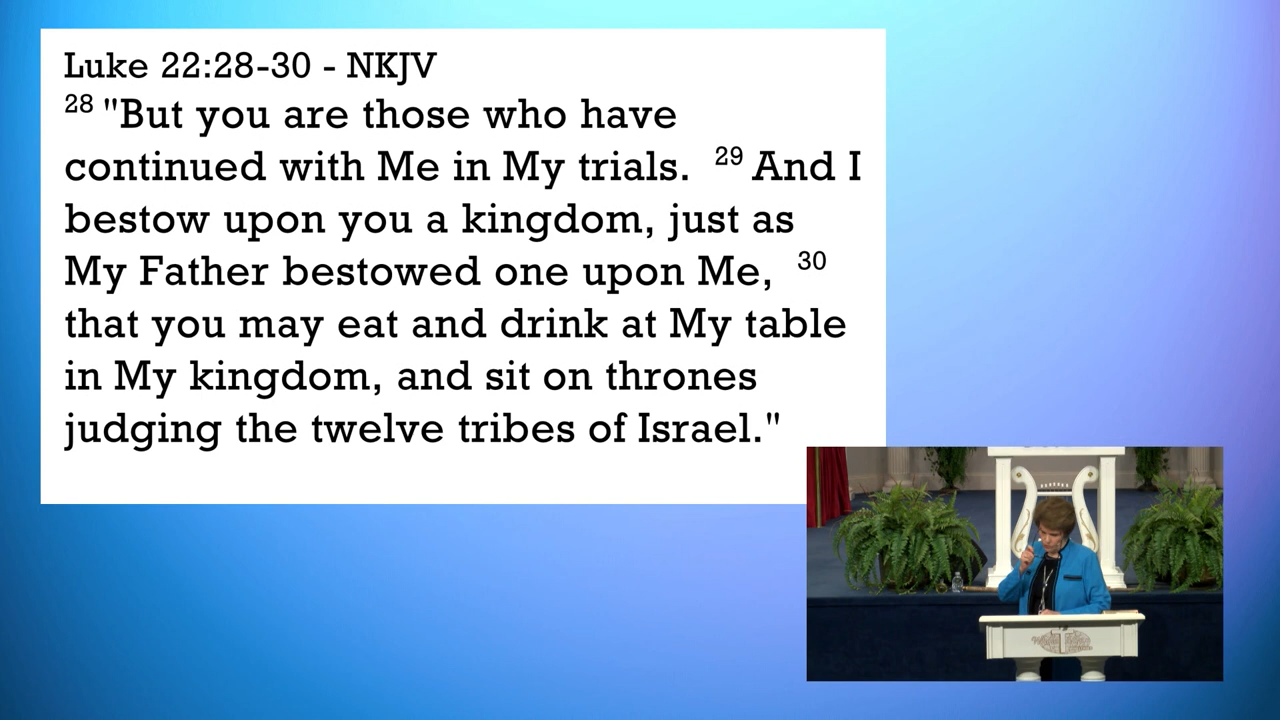 Luke 22:28-30 - NKJV
28 "But you are those who have
continued with Me in My trials. 29 And I
bestow upon you a kingdom, just as
My Father bestowed one upon Me, 30
that you may eat and drink at My table
in My kingdom, and sit on thrones
judging the twelve tribes of Israel."